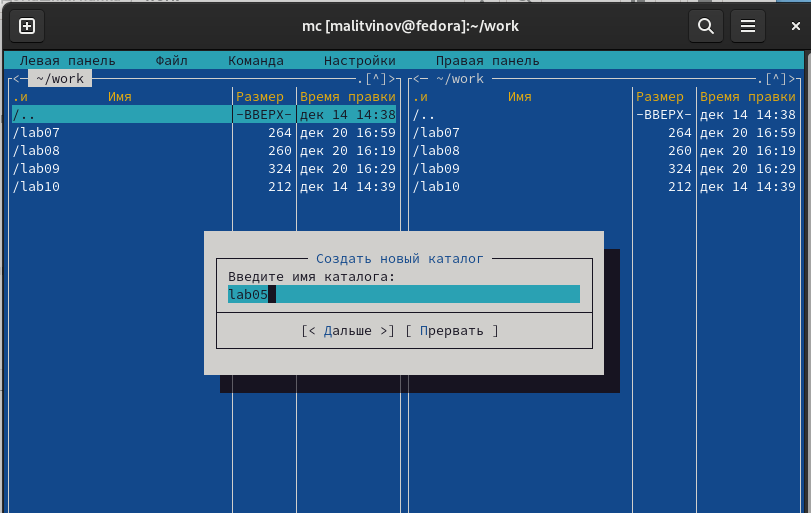 mc [malitvinov@fedora]:~/work
Левая панель Файл Команда Настройки Правая панель
<─ ~/work .[^]> <─ ~/work .[^]>
.и Имя Размер Время правки .и Имя Размер Время правки
/.. -ВВЕРХ- дек 14 14:38 /.. -ВВЕРХ- дек 14 14:38
/lab07 264 дек 20 16:59 /lab07 264 дек 20 16:59
/lab08 260 дек 20 16:19 /lab08 260 дек 20 16:19
/lab09 324 дек 20 16:29 /lab09 324 дек 20 16:29
/lab10 212 дек 14 14:39 /lab10 212 дек 14 14:39
Создать новый каталог
Введите имя каталога:
lab05
[< Дальше >] [ Прервать ]